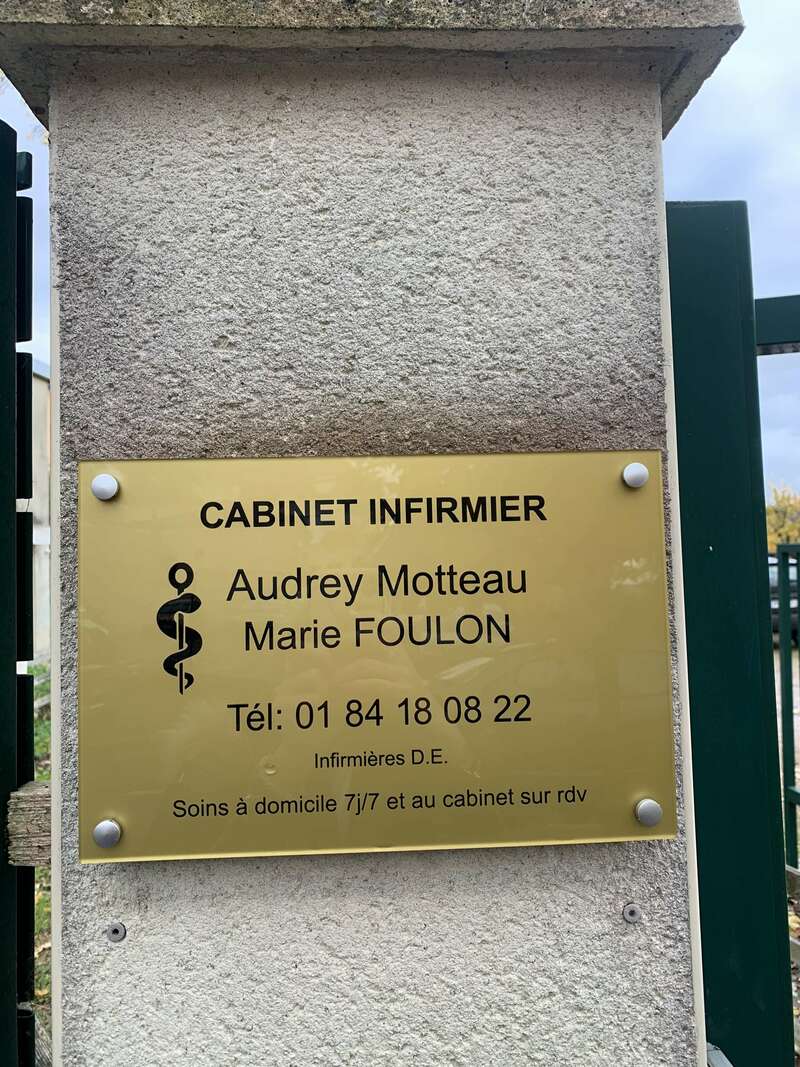 CABINET INFIRMIER
Audrey Motteau
Marie FOULON
Tél: 01 84 18 08 22
Infirmières D.E.
Soins à domicile 7j/7 et au cabinet sur rdv